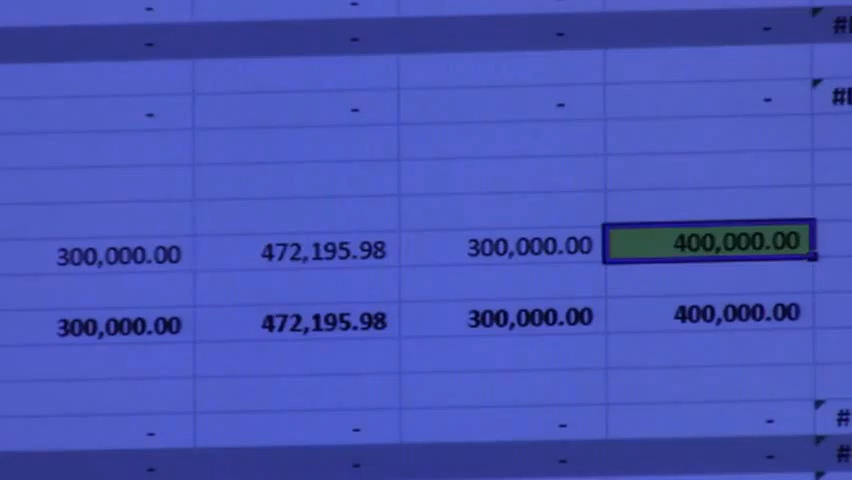 - -
- - - - #
- - - - #
300,000.00 472,195.98 300,000.00 400,000.00
300,000.00 472,195.98 300,000.00 400,000.00
- - - - #
- - - - #